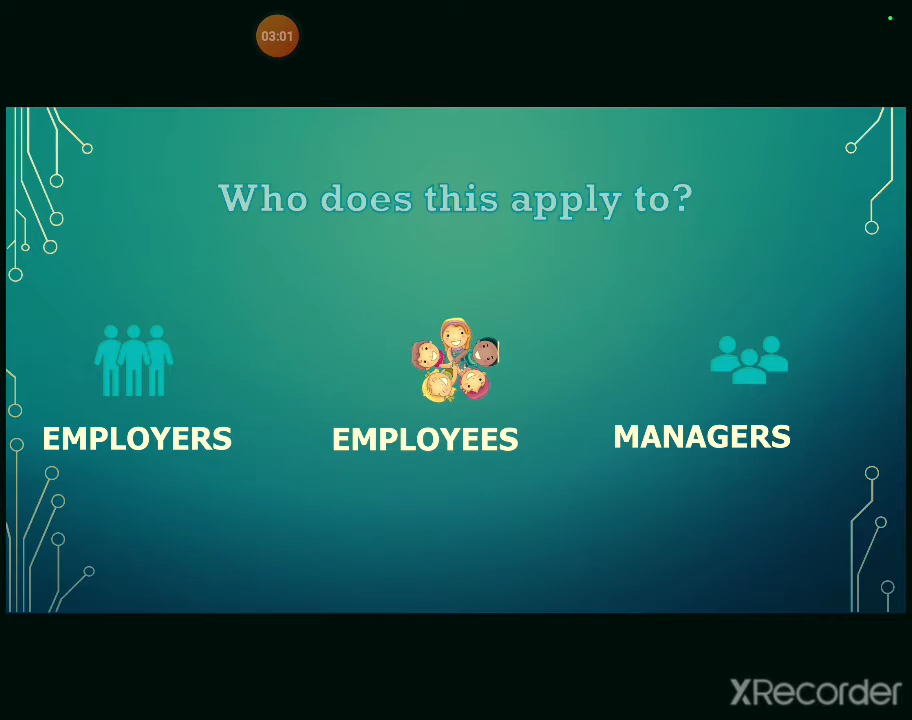 03:01
Who does this apply to?
EMPLOYERS
EMPLOYEES
MANAGERS
XRecorder